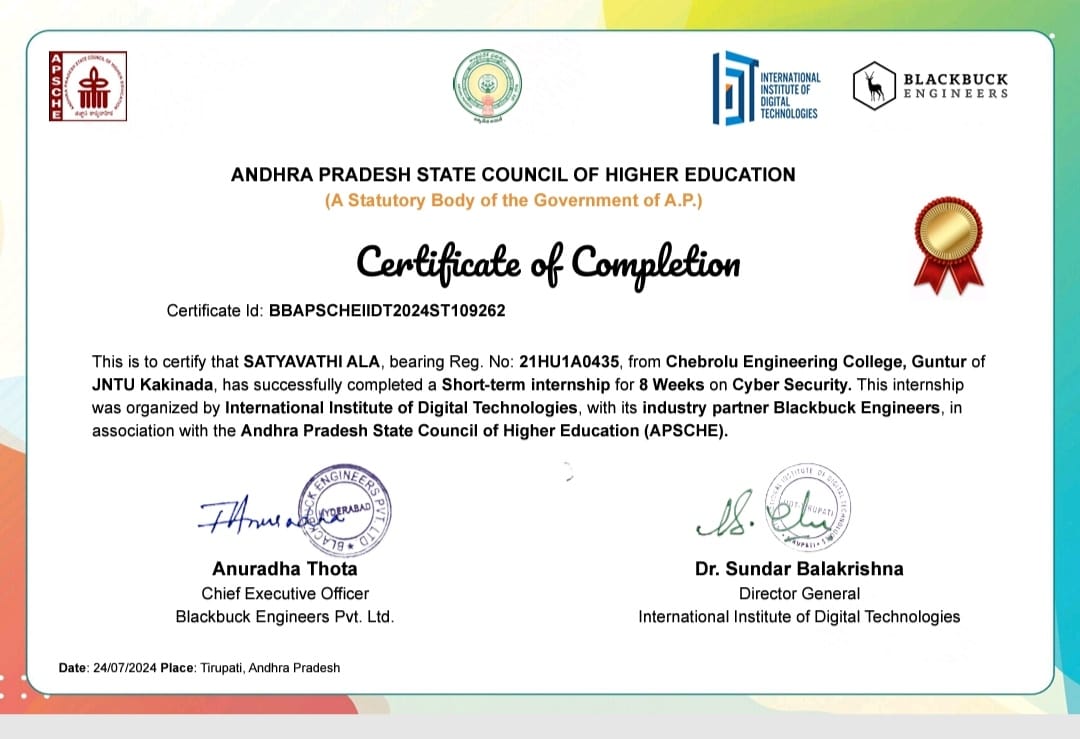 APSCHE
INTERNATIONAL
INSTITUTE OF
DIGITAL
TECHNOLOGIES
BLACKBUCK
ENGINEERS
ANDHRA PRADESH STATE COUNCIL OF HIGHER EDUCATION
(A Statutory Body of the Government of A.P.)
Certificate of Completion
Certificate Id: BBAPSCHEIIDT2024ST109262
This is to certify that SATYAVATHI ALA, bearing Reg. No: 21HU1A0435, from Chebrolu Engineering College, Guntur of
JNTU Kakinada, has successfully completed a Short-term internship for 8 Weeks on Cyber Security. This internship
was organized by International Institute of Digital Technologies, with its industry partner Blackbuck Engineers, in
association with the Andhra Pradesh State Council of Higher Education (APSCHE).
BLACKBUCK ENGINEERS PVT. LTD
HYDERABAD
Anuradha Thota
Chief Executive Officer
Blackbuck Engineers Pvt. Ltd.
Dr. Sundar Balakrishna
Director General
International Institute of Digital Technologies
Date: 24/07/2024 Place: Tirupati, Andhra Pradesh